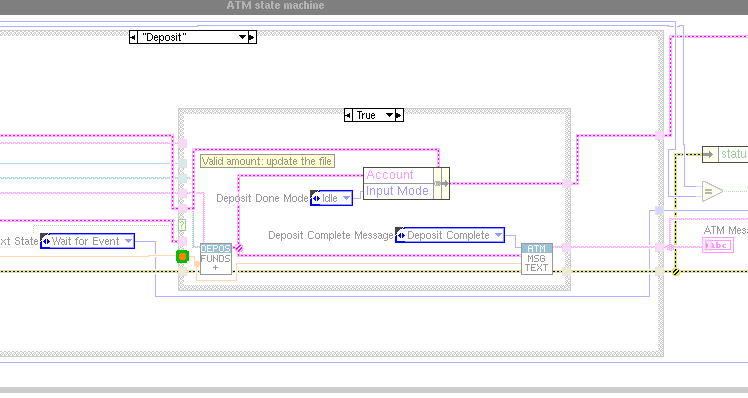 ATM state machine
"Deposit"
True
Valid amount: update the file
Account
Input Mode
Deposit Done Mode
Idle
statu
Deposit Complete Message
Deposit Complete
ATM Mess
abc
xt State
Wait for Event
?
DEPOS
FUNDS
+
ATM
MSG
TEXT
=